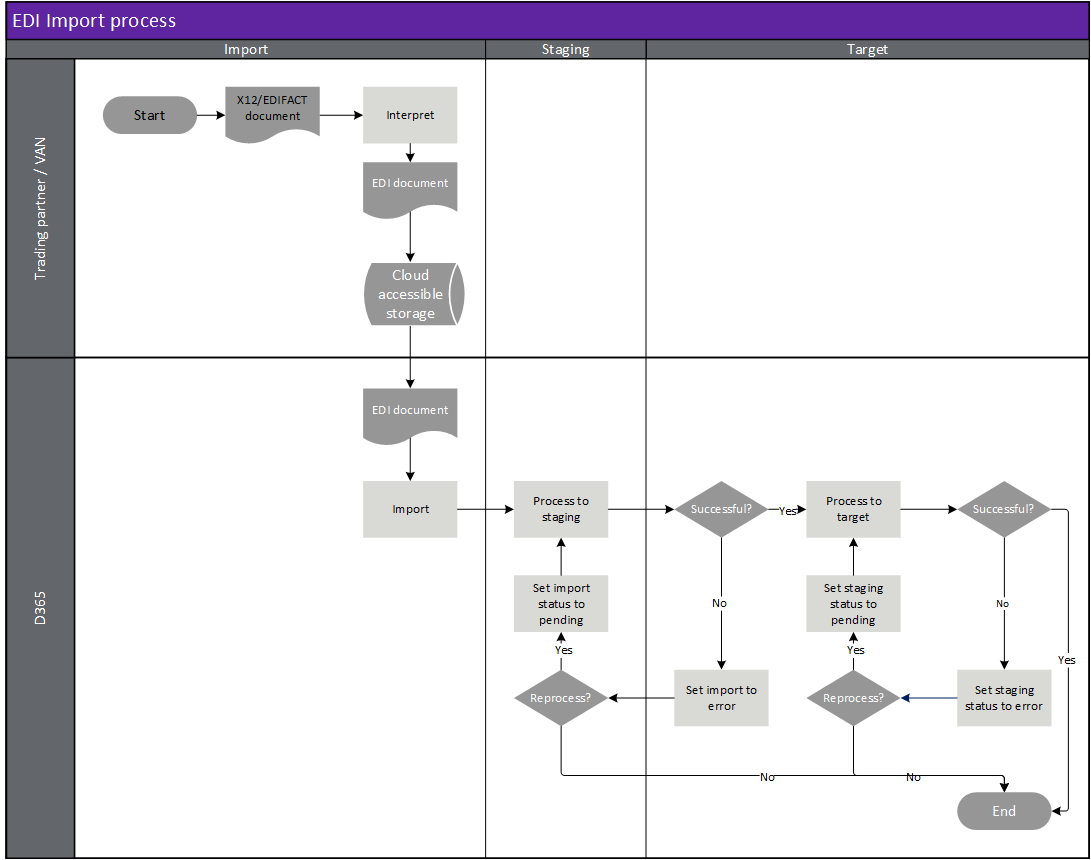 EDI Import process
Import
Staging
Target
Trading partner / VAN
Start
X12/EDIFACT
document
Interpret
EDI document
Cloud
accessible
storage
D365
EDI document
Import
Process to
staging
Successful?
Yes
Process to
target
Successful?
Set import
status to
pending
No
Set staging
status to
pending
No
Yes
Yes
Yes
Reprocess?
Set import to
error
Reprocess?
Set staging
status to error
No
No
End